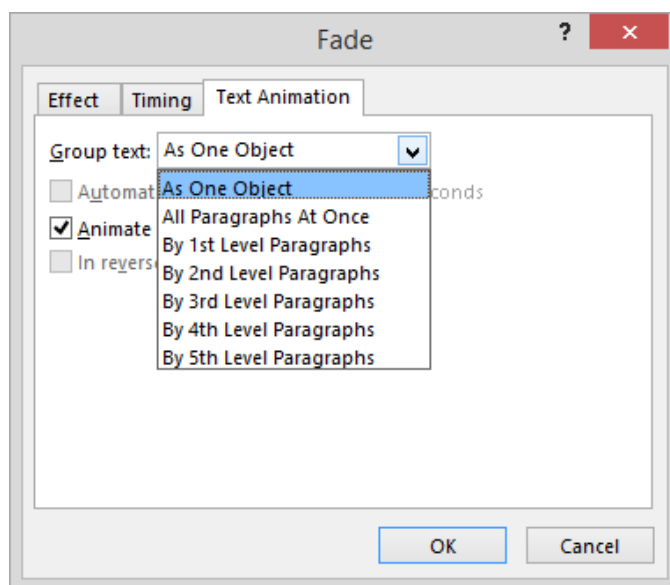 Fade
? ×
Effect Timing Text Animation
Group text: As One Object
As One Object
Automat conds
All Paragraphs At Once
Animate
By 1st Level Paragraphs
In revers
By 2nd Level Paragraphs
By 3rd Level Paragraphs
By 4th Level Paragraphs
By 5th Level Paragraphs
OK Cancel